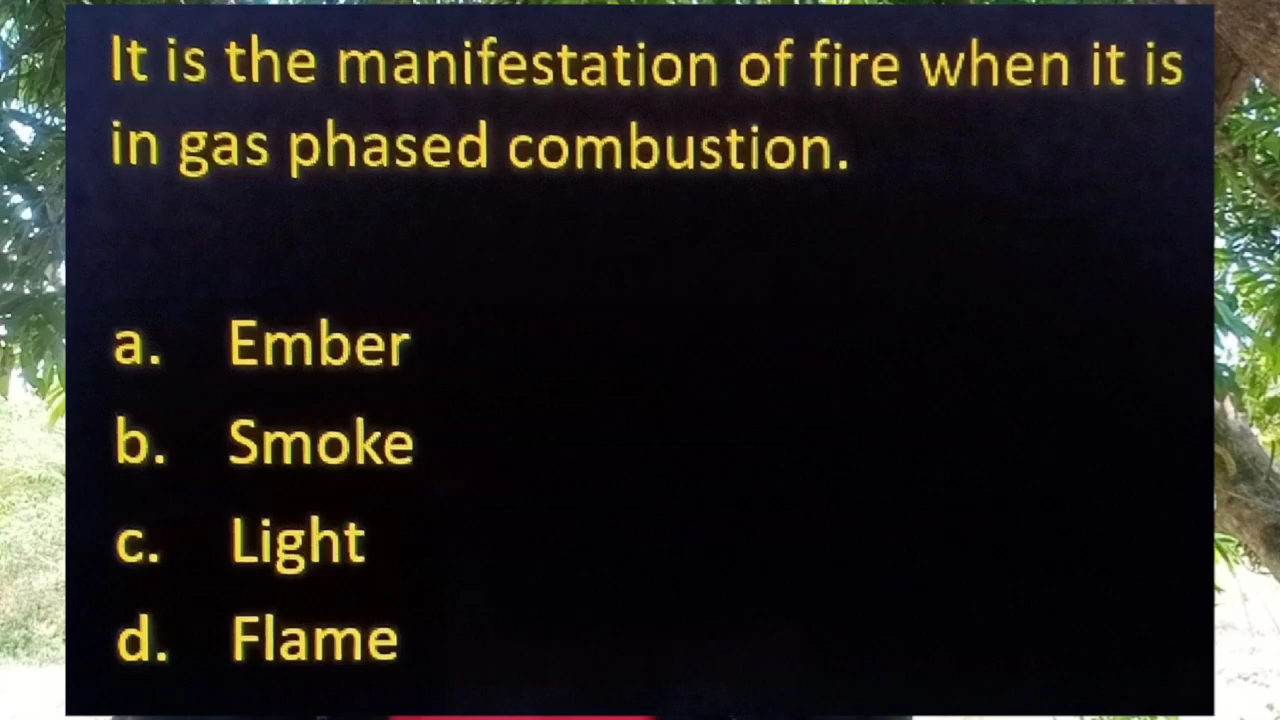 It is the manifestation of fire when it is
in gas phased combustion.
a. Ember
b. Smoke
c. Light
d. Flame